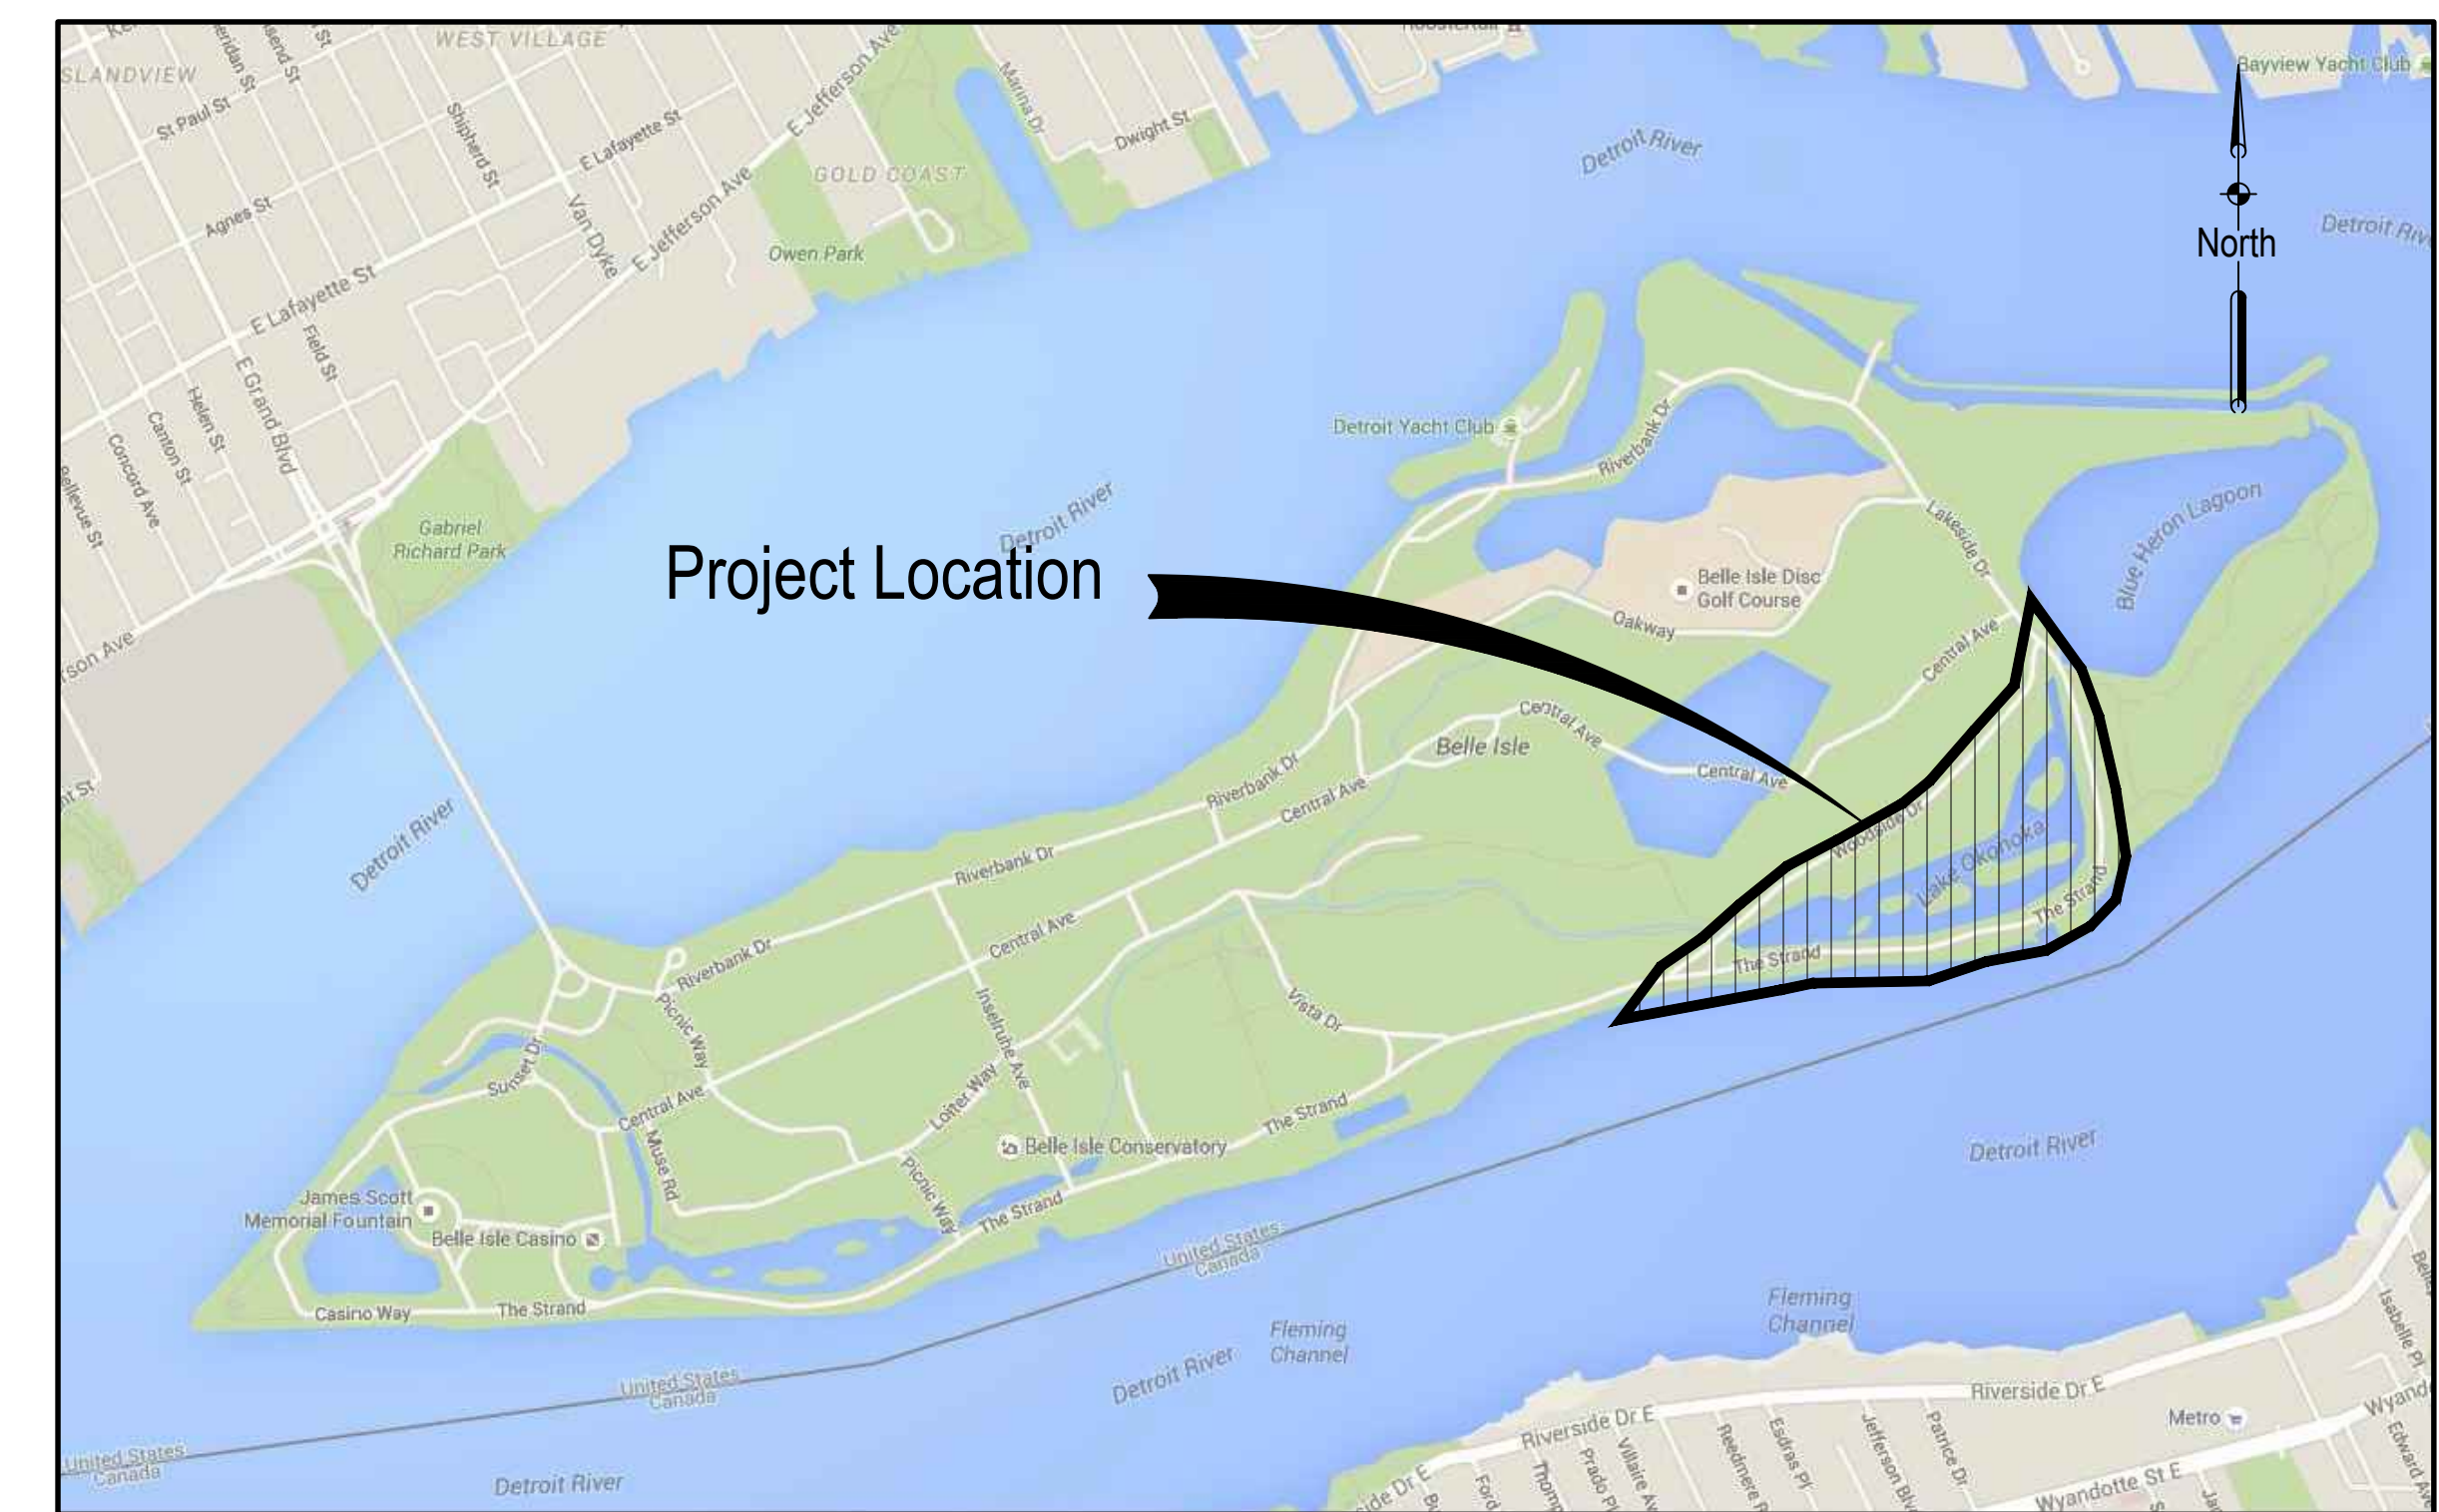 WEST VILLAGE
SLANDVIEW
St Paul St
Shipherd St
E Lafayette St
E Jefferson Ave
Marina Dr
Dwight St
Bayview Yacht Club
Detroit River
Agnes St
Van Dyke
E Jefferson Ave
GOLD COAST
Owen Park
North
E Lafayette St
Field St
E Grand Blvd
Helen St
Canton St
Concord Ave
Bellevue St
Gabriel
Richard Park
Detroit River
Project Location
Detroit Yacht Club
Riverbank Dr
Lakeside Dr
Blue Heron Lagoon
Belle Isle Disc
Golf Course
Oakway
Central Ave
Central Ave
Belle Isle
Central Ave
Riverbank Dr
Central Ave
Woodside Dr
Lake Okonoka
The Strand
The Strand
Detroit River
Riverbank Dr
Central Ave
Riverbank Dr
Picnic Way
Inselruhe Ave
Vista Dr
Sunset Dr
Central Ave
Loiter Way
The Strand
Muse Rd
Belle Isle Conservatory
Picnic Way
The Strand
James Scott
Memorial Fountain
Belle Isle Casino
Casino Way
The Strand
United States
Canada
Detroit River
Fleming
Channel
Fleming
Channel
Detroit River
United States
Canada
United States
Canada
Detroit River
Riverside Dr E
Riverside Dr E
Metro
Isabelle Pl
Esdras Pl
Patrice Dr
Wyandotte St E